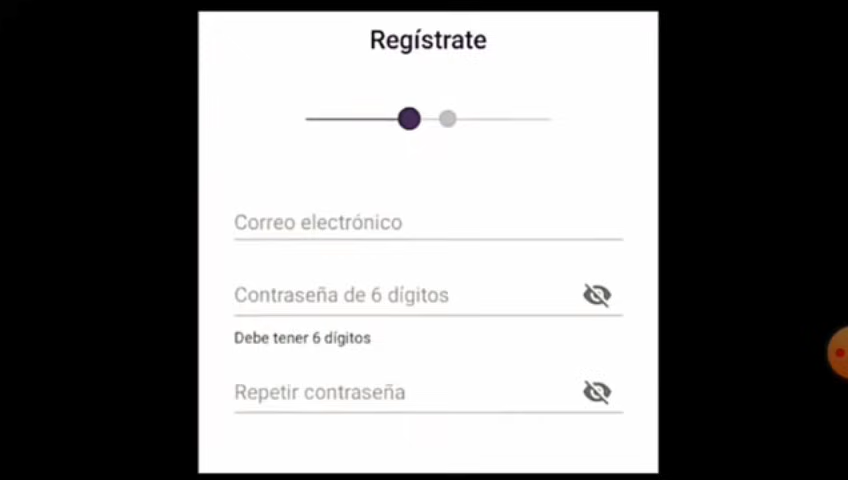 Regístrate
Correo electrónico
Contraseña de 6 dígitos
Debe tener 6 dígitos
Repetir contraseña